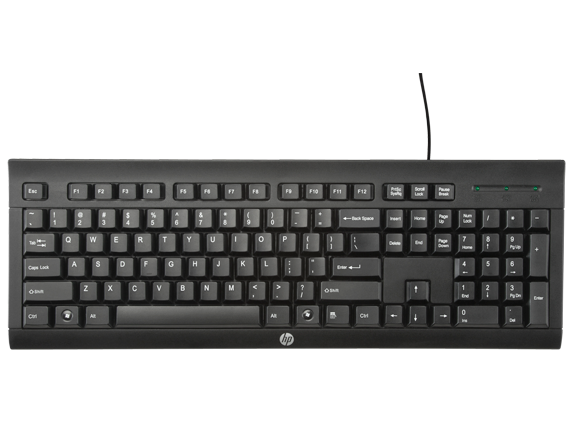 Esc F1 F2 F3 F4 F5 F6 F7 F8 F9 F10 F11 F12 PrtSc SysRq Scroll Lock Pause Break
~ ` ! 1 @ 2 # 3 $ 4 % 5 ^ 6 & 7 * 8 ( 9 ) 0 _ - + = ← Back Space Insert Home Page Up Num Lock / * -
Tab Q W E R T Y U I O P { [ } ] | \ Delete End Page Down 7 Home 8 ↑ 9 Pg Up +
Caps Lock A S D F G H J K L : ; " ' Enter ↵ 4 ← 5 6 →
⇧Shift Z X C V B N M < , > . ? / ⇧Shift ↑ 1 End 2 ↓ 3 Pg Dn Enter
Ctrl Alt Alt Ctrl ← ↓ → 0 Ins . Del
hp